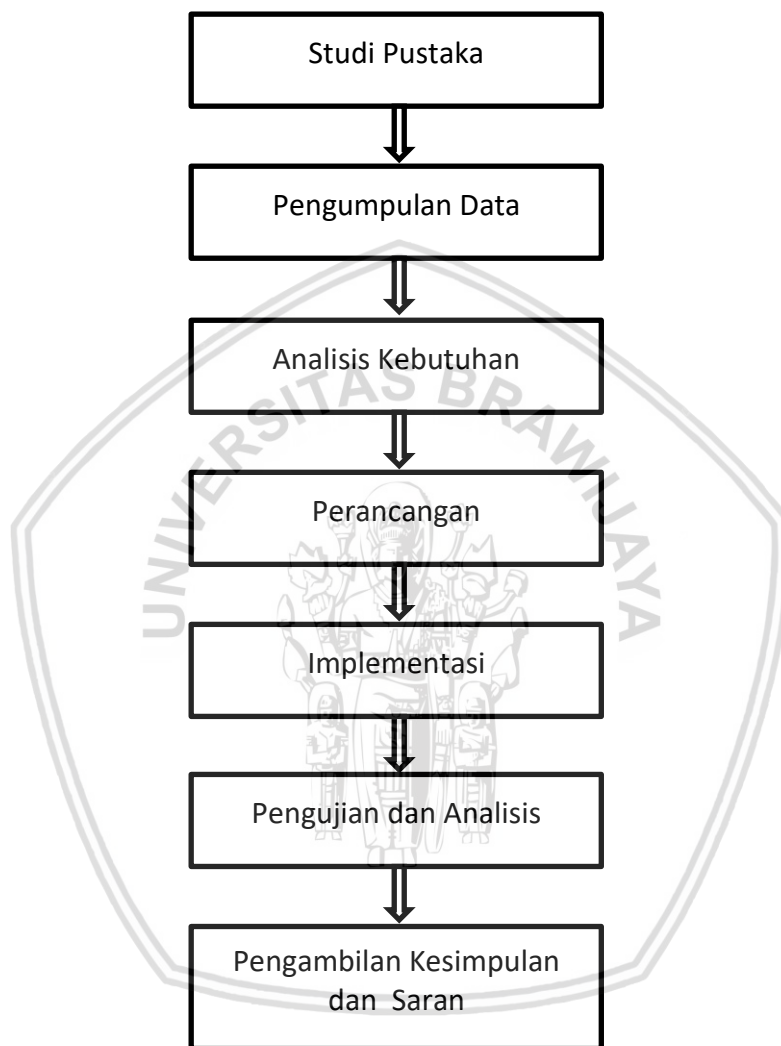 Studi Pustaka
Pengumpulan Data
Analisis Kebutuhan
UNIVERSITAS BRAWIJAYA
Perancangan
Implementasi
Pengujian dan Analisis
Pengambilan Kesimpulan
dan Saran